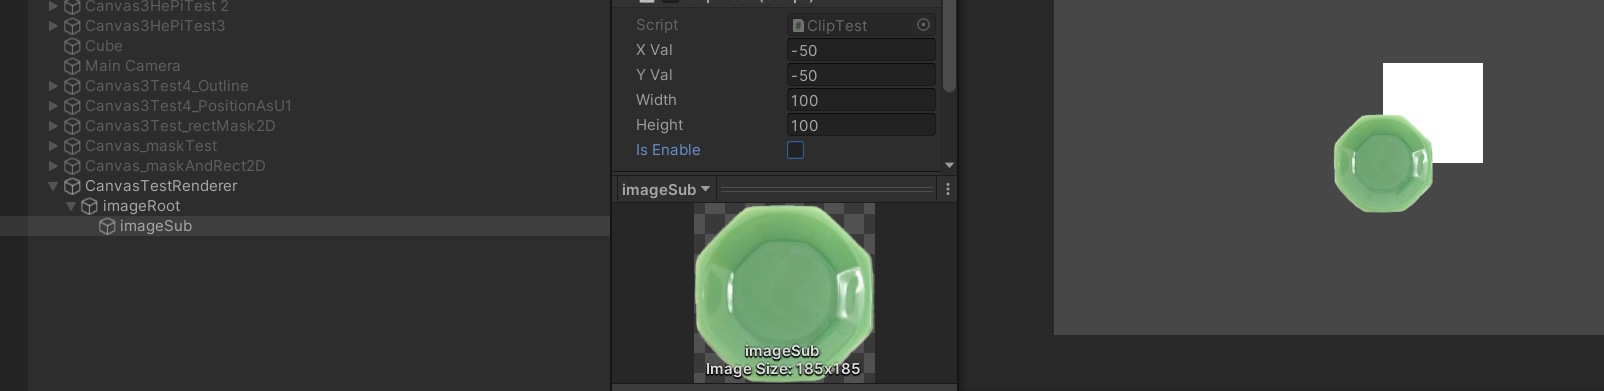 Canvas3HePiTest 2
Canvas3HePiTest3
Cube
Main Camera
Canvas3Test4_Outline
Canvas3Test4_PositionAsU1
Canvas3Test_rectMask2D
Canvas_maskTest
Canvas_maskAndRect2D
CanvasTestRenderer
imageRoot
imageSub
Script
ClipTest
X Val
-50
Y Val
-50
Width
100
Height
100
Is Enable
imageSub
imageSub
Image Size: 185x185